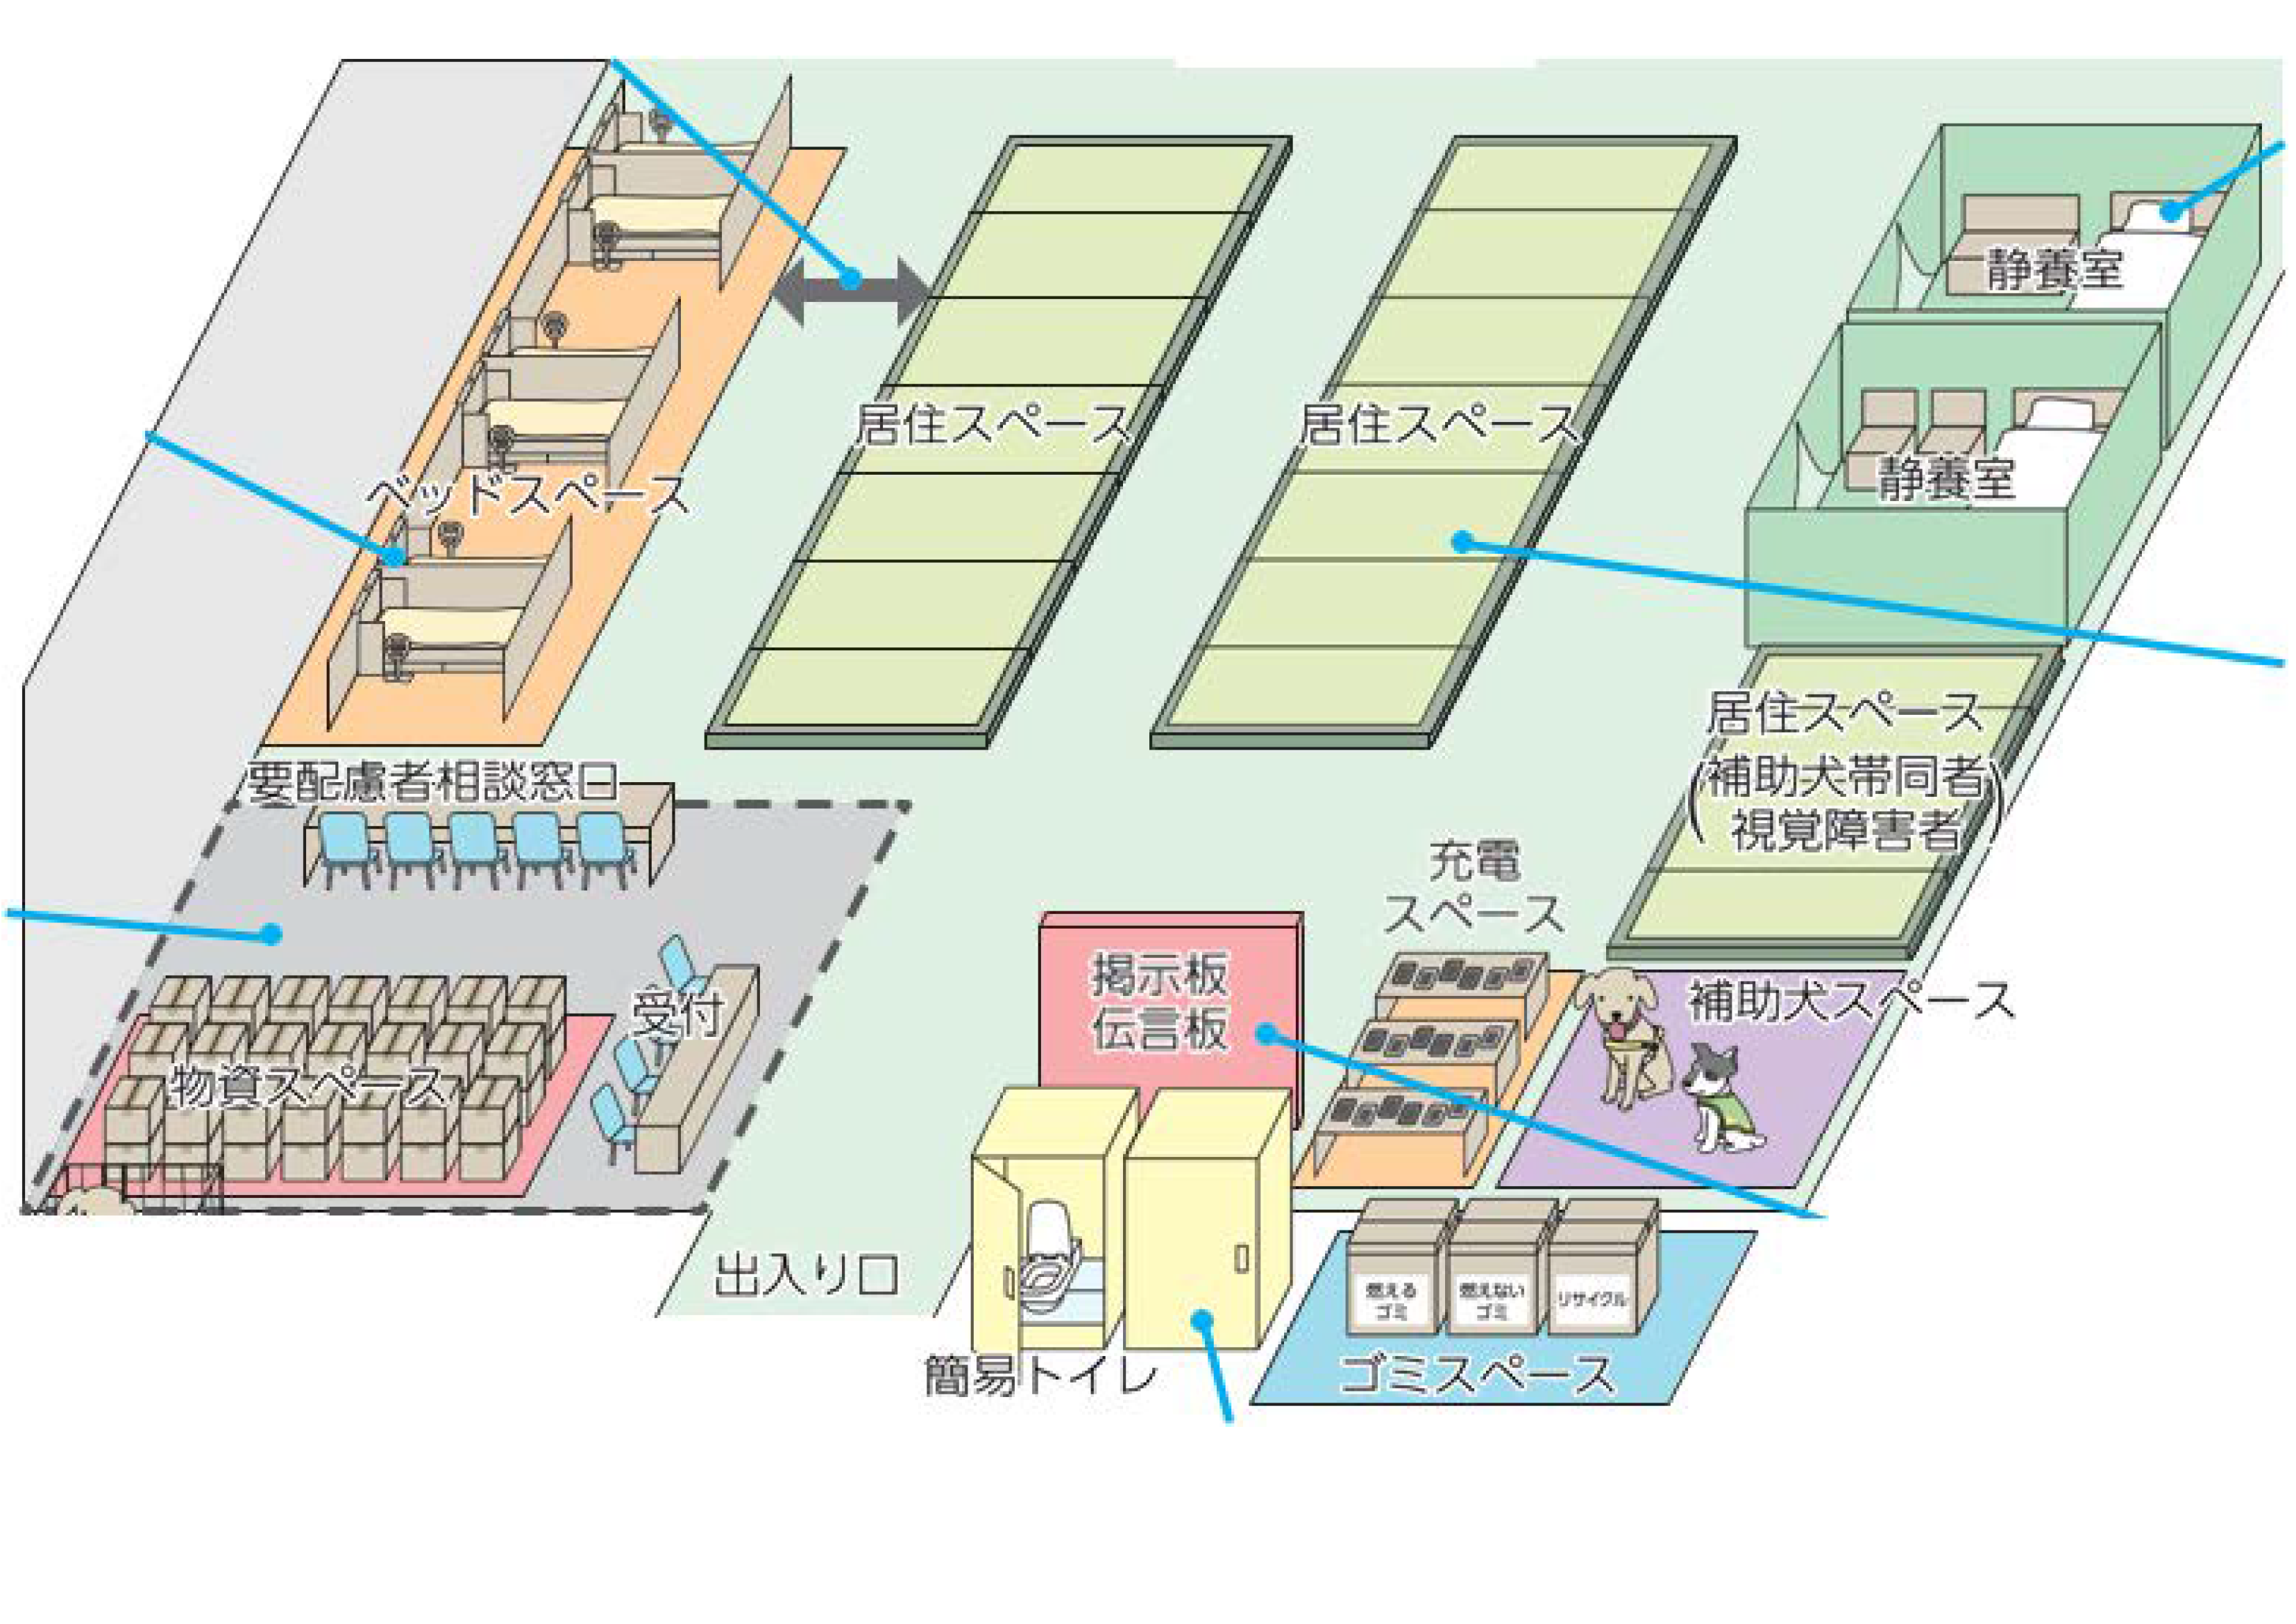 静養室
居住スペース
居住スペース
静養室
ベッドスペース
居住スペース
(補助犬帯同者
視覚障害者)
要配慮者相談窓口
充電
スペース
掲示板
伝言板
補助犬スペース
受付
物資スペース
出入り口
燃える
ゴミ
燃えない
ゴミ
リサイクル
簡易トイレ
ゴミスペース